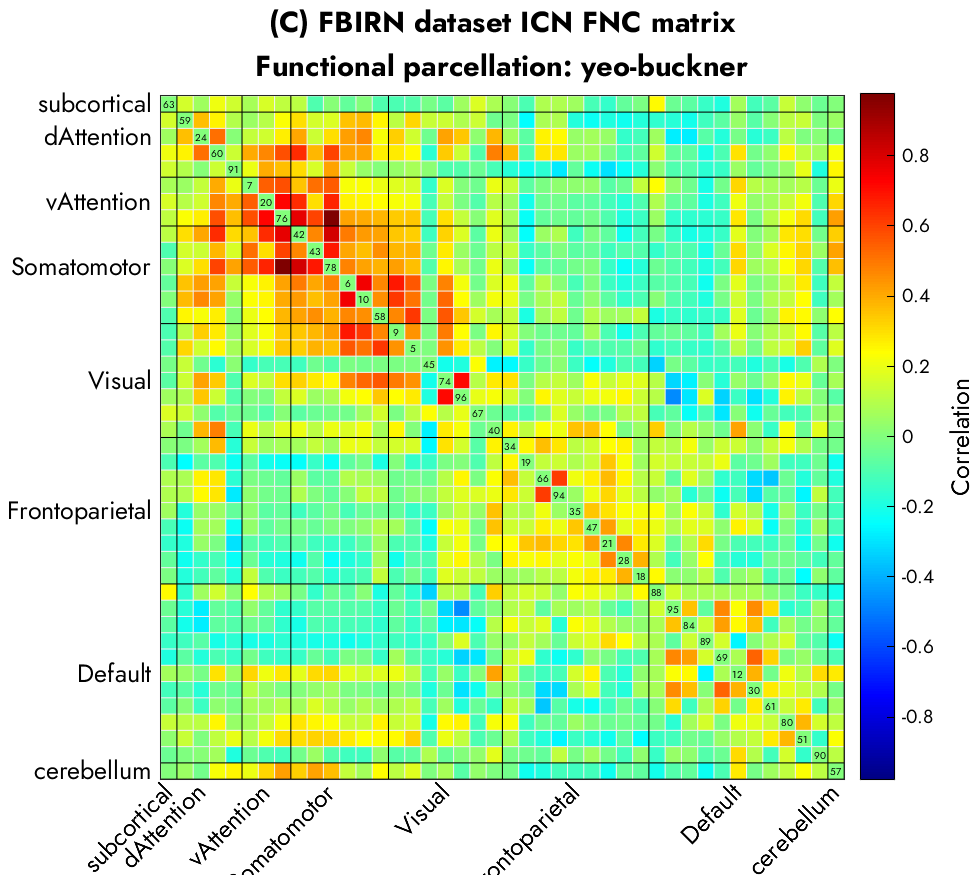 (C) FBIRN dataset ICN FNC matrix
Functional parcellation: yeo-buckner
subcortical
dAttention
vAttention
Somatomotor
Visual
Frontoparietal
Default
cerebellum
63
59
24
60
91
7
20
76
42
43
78
6
10
58
9
5
45
74
96
67
40
34
19
66
94
35
47
21
28
18
88
95
84
89
69
12
30
61
80
51
90
57
0.8
0.6
0.4
0.2
0
-0.2
-0.4
-0.6
-0.8
Correlation
subcortical
dAttention
vAttention
omatomotor
Visual
rontoparietal
Default
cerebellum